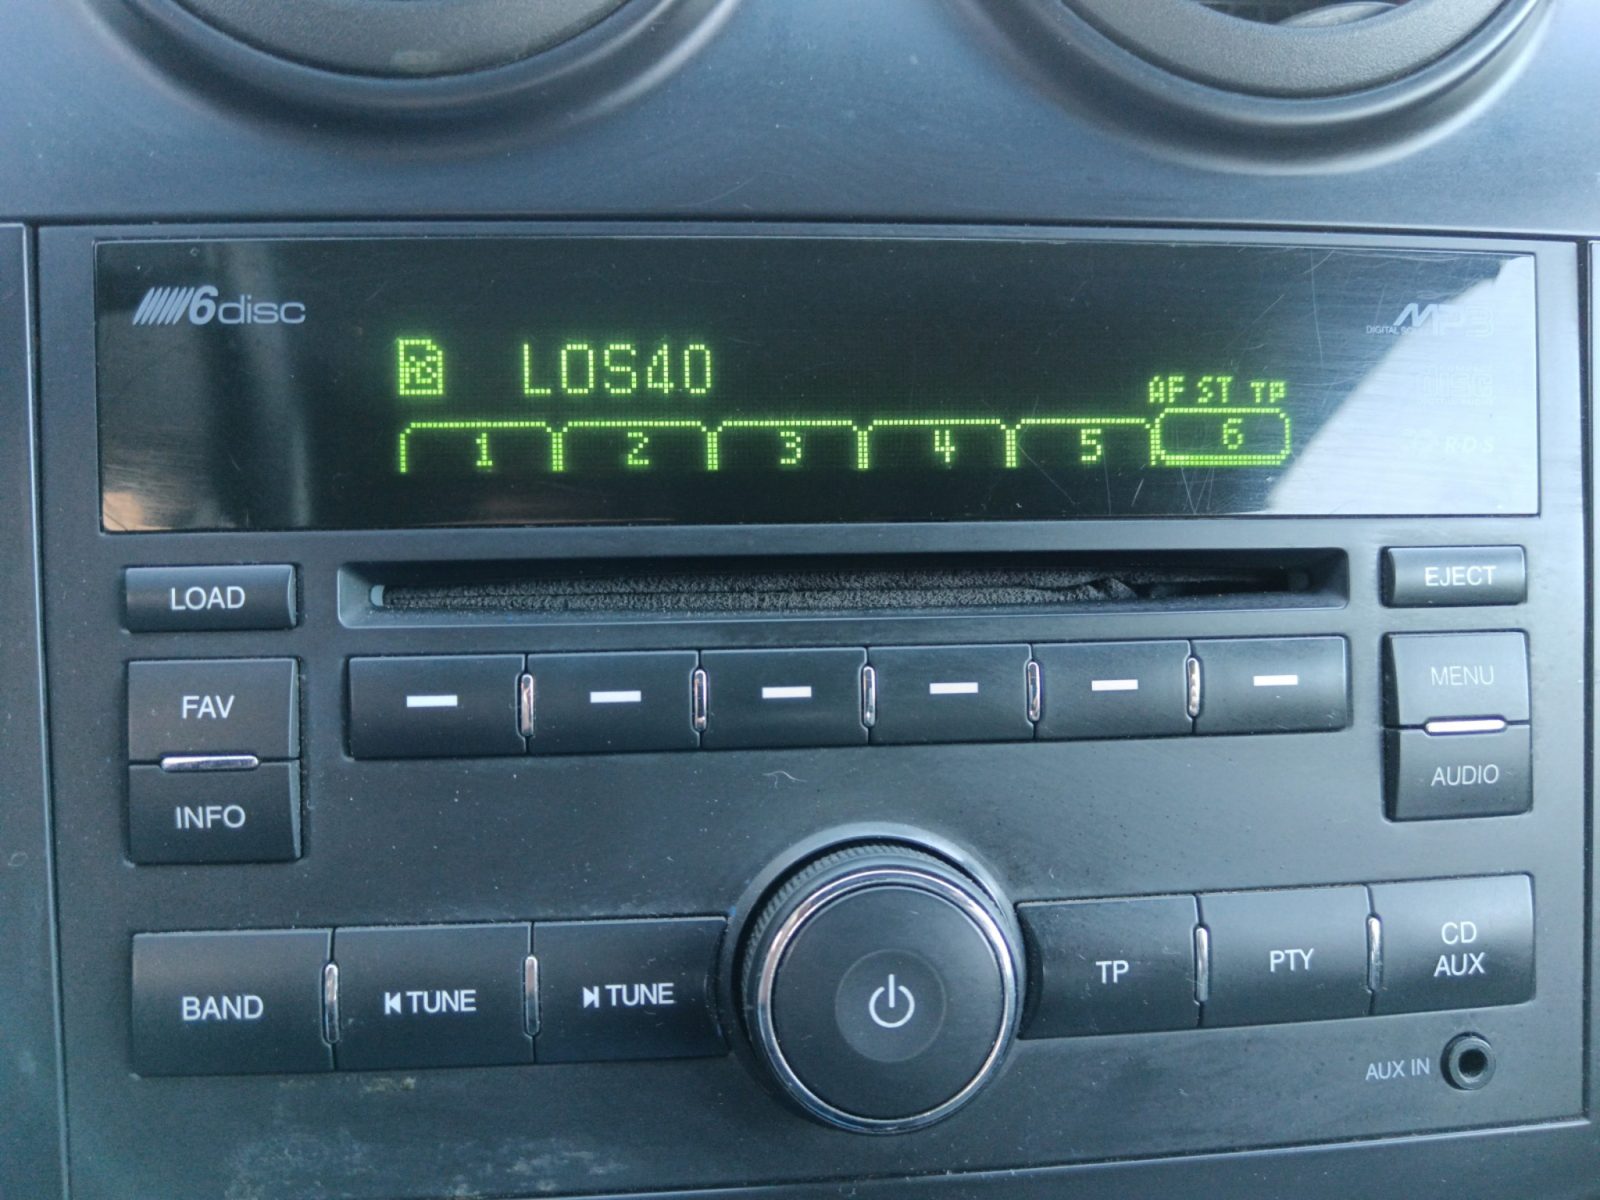 6disc
MP3
LOS40
AF ST TP
1 2 3 4 5 6
R·D·S
LOAD
EJECT
FAV
MENU
INFO
AUDIO
BAND
TUNE
TUNE
TP
PTY
CD
AUX
AUX IN